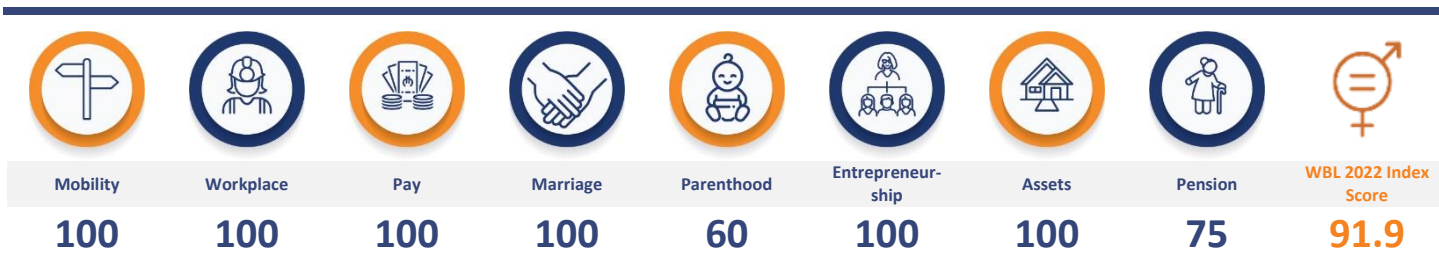 Mobility
Workplace
Pay
Marriage
Parenthood
Entrepreneur-
ship
Assets
Pension
WBL 2022 Index
Score
100
100
100
100
60
100
100
75
91.9